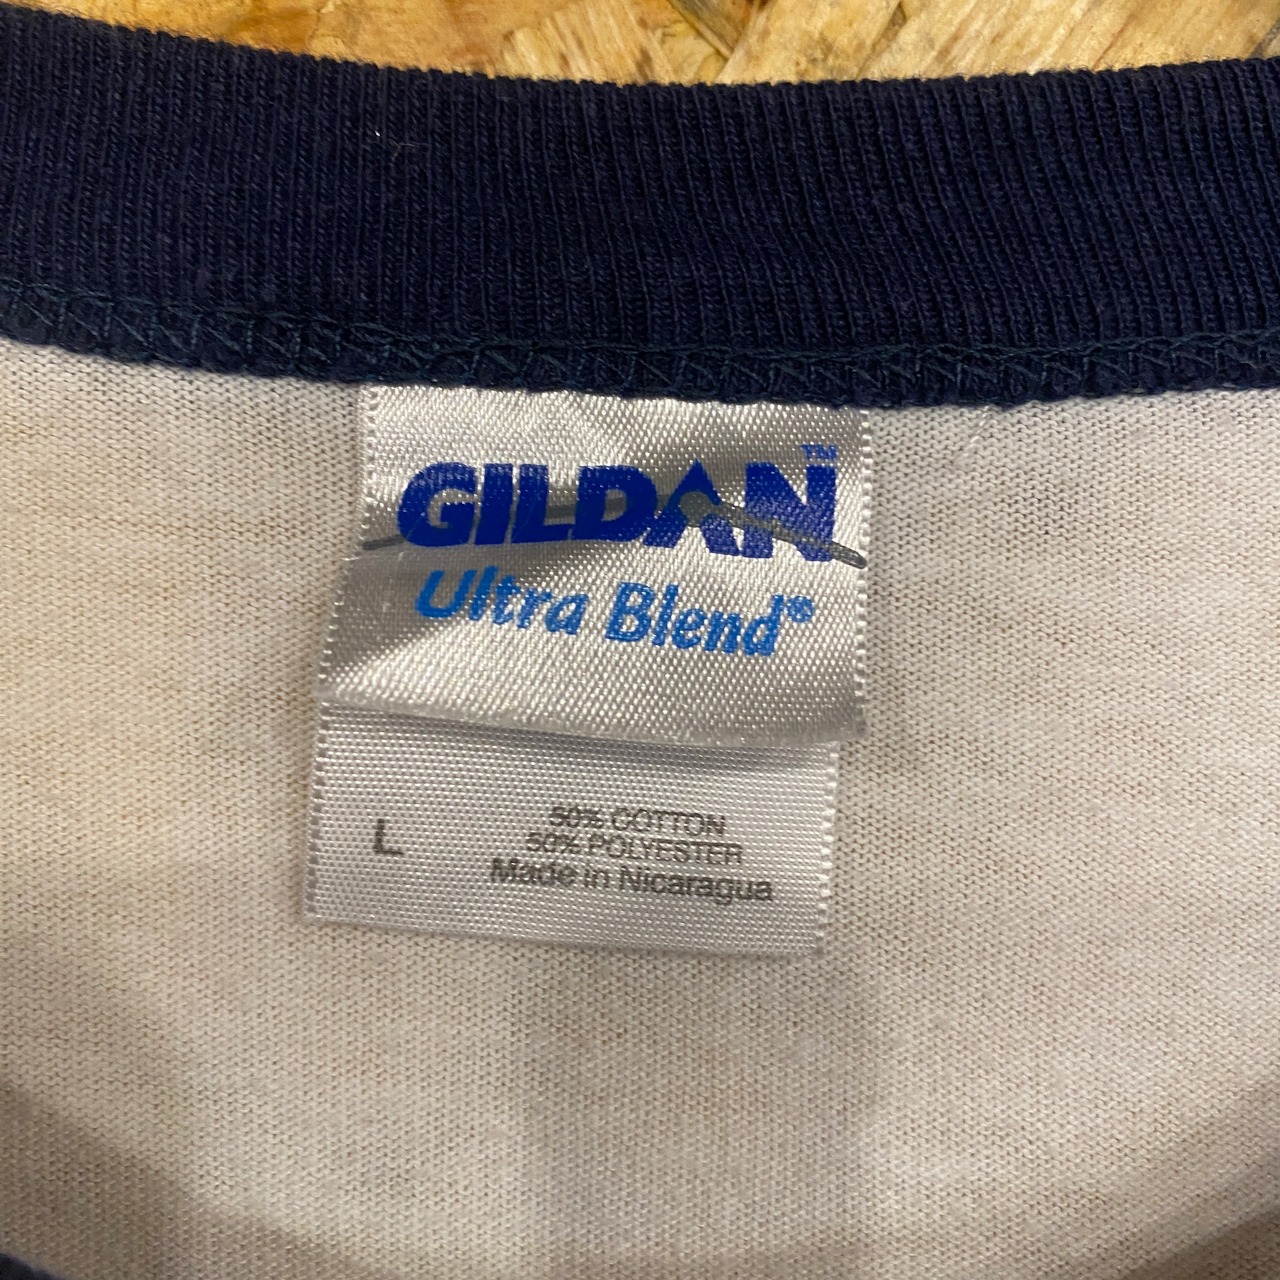 GILDAN™
Ultra Blend®
L
50% COTTON
50% POLYESTER
Made in Nicaragua